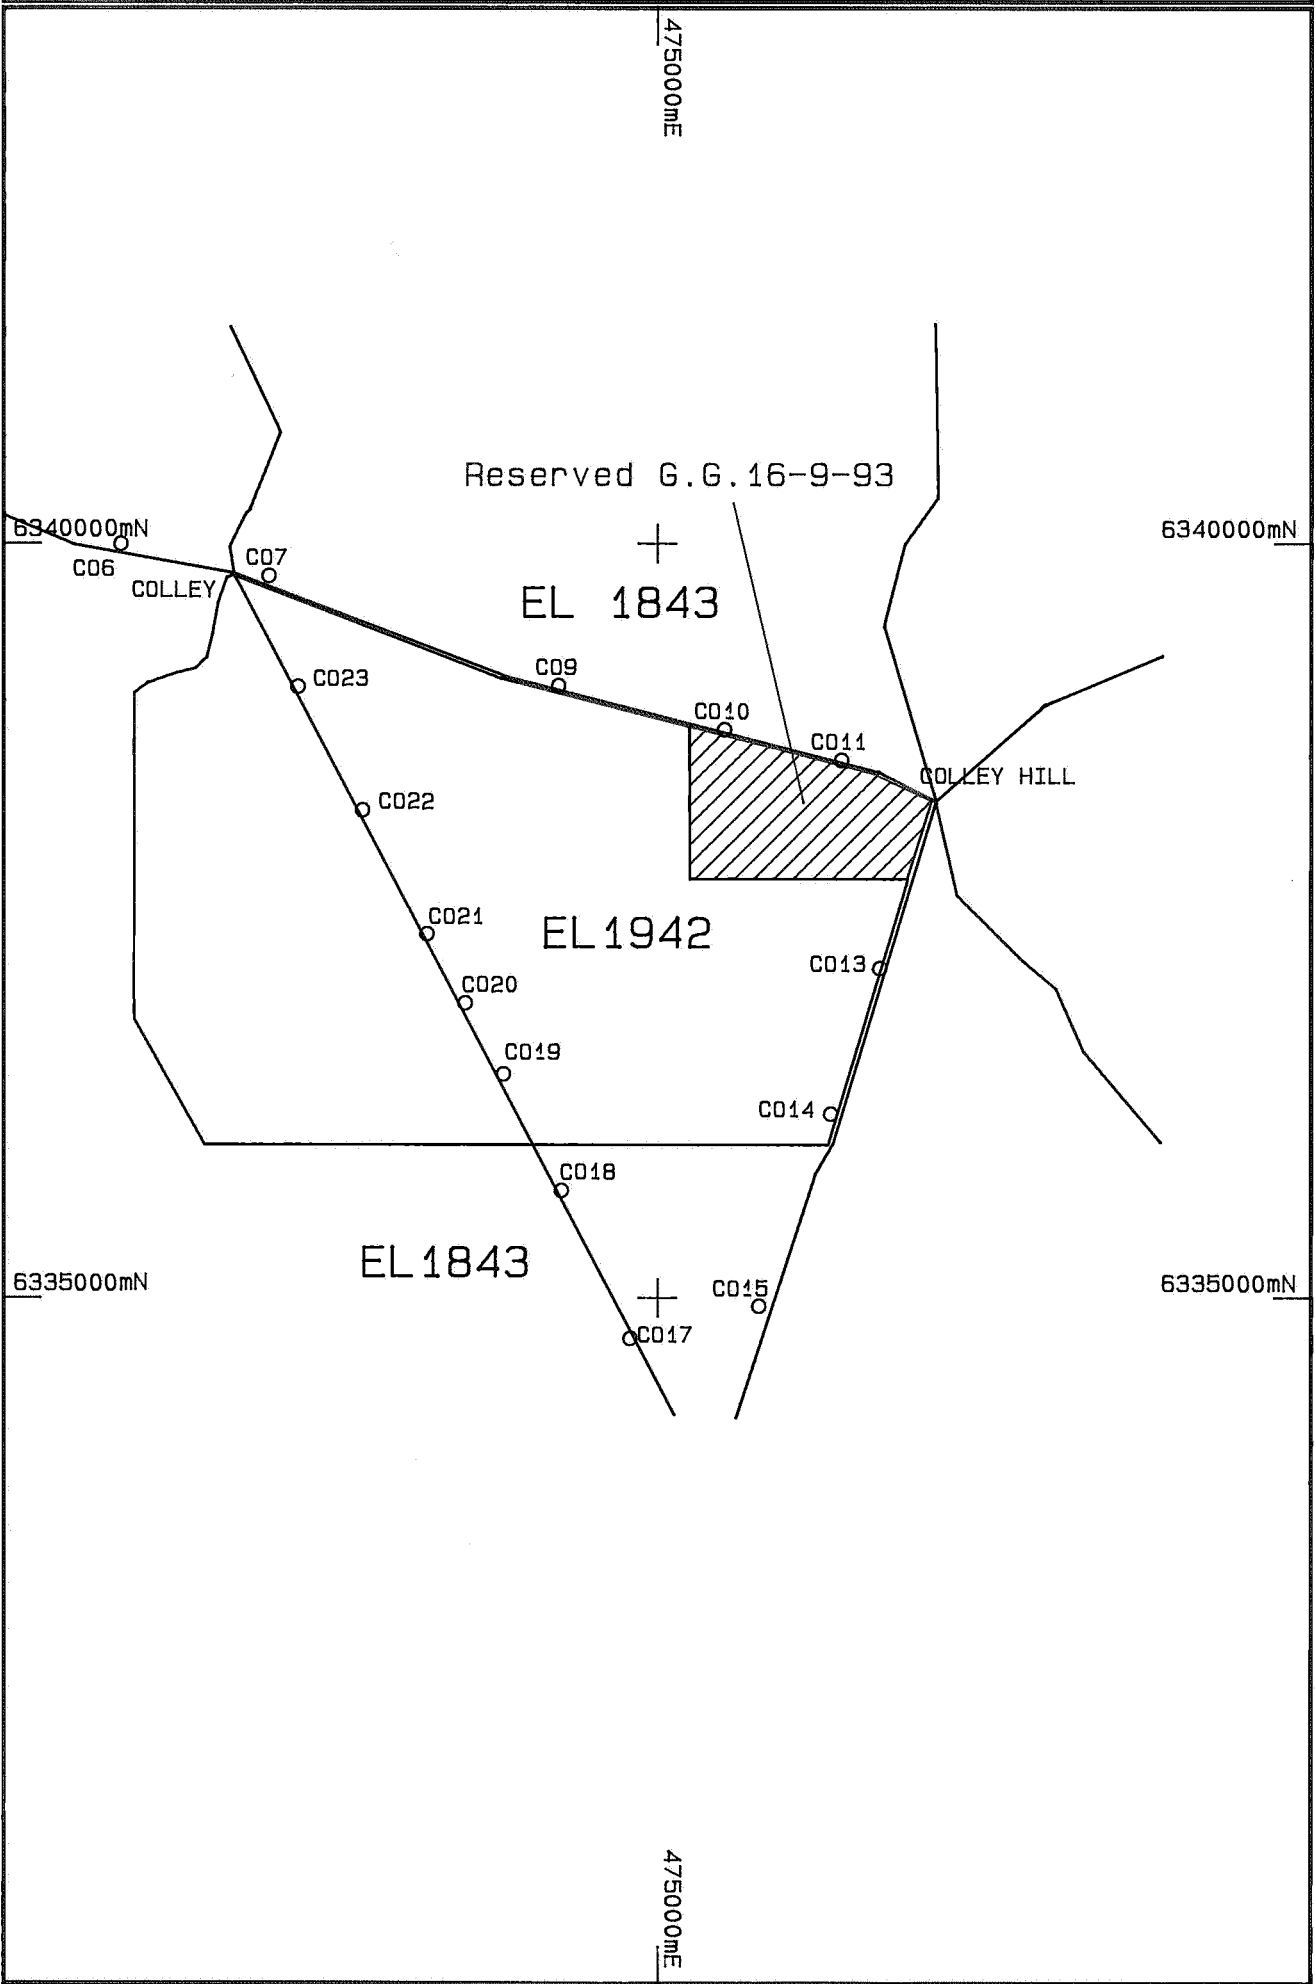 475000mE
Reserved G.G.16-9-93
6340000mN
6340000mN
C06
C07
COLLEY
EL 1843
C09
C023
C010
C011
COLLEY HILL
C022
C021
EL1942
C013
C020
C019
C014
C018
EL1843
6335000mN
C015
6335000mN
C017
475000mE